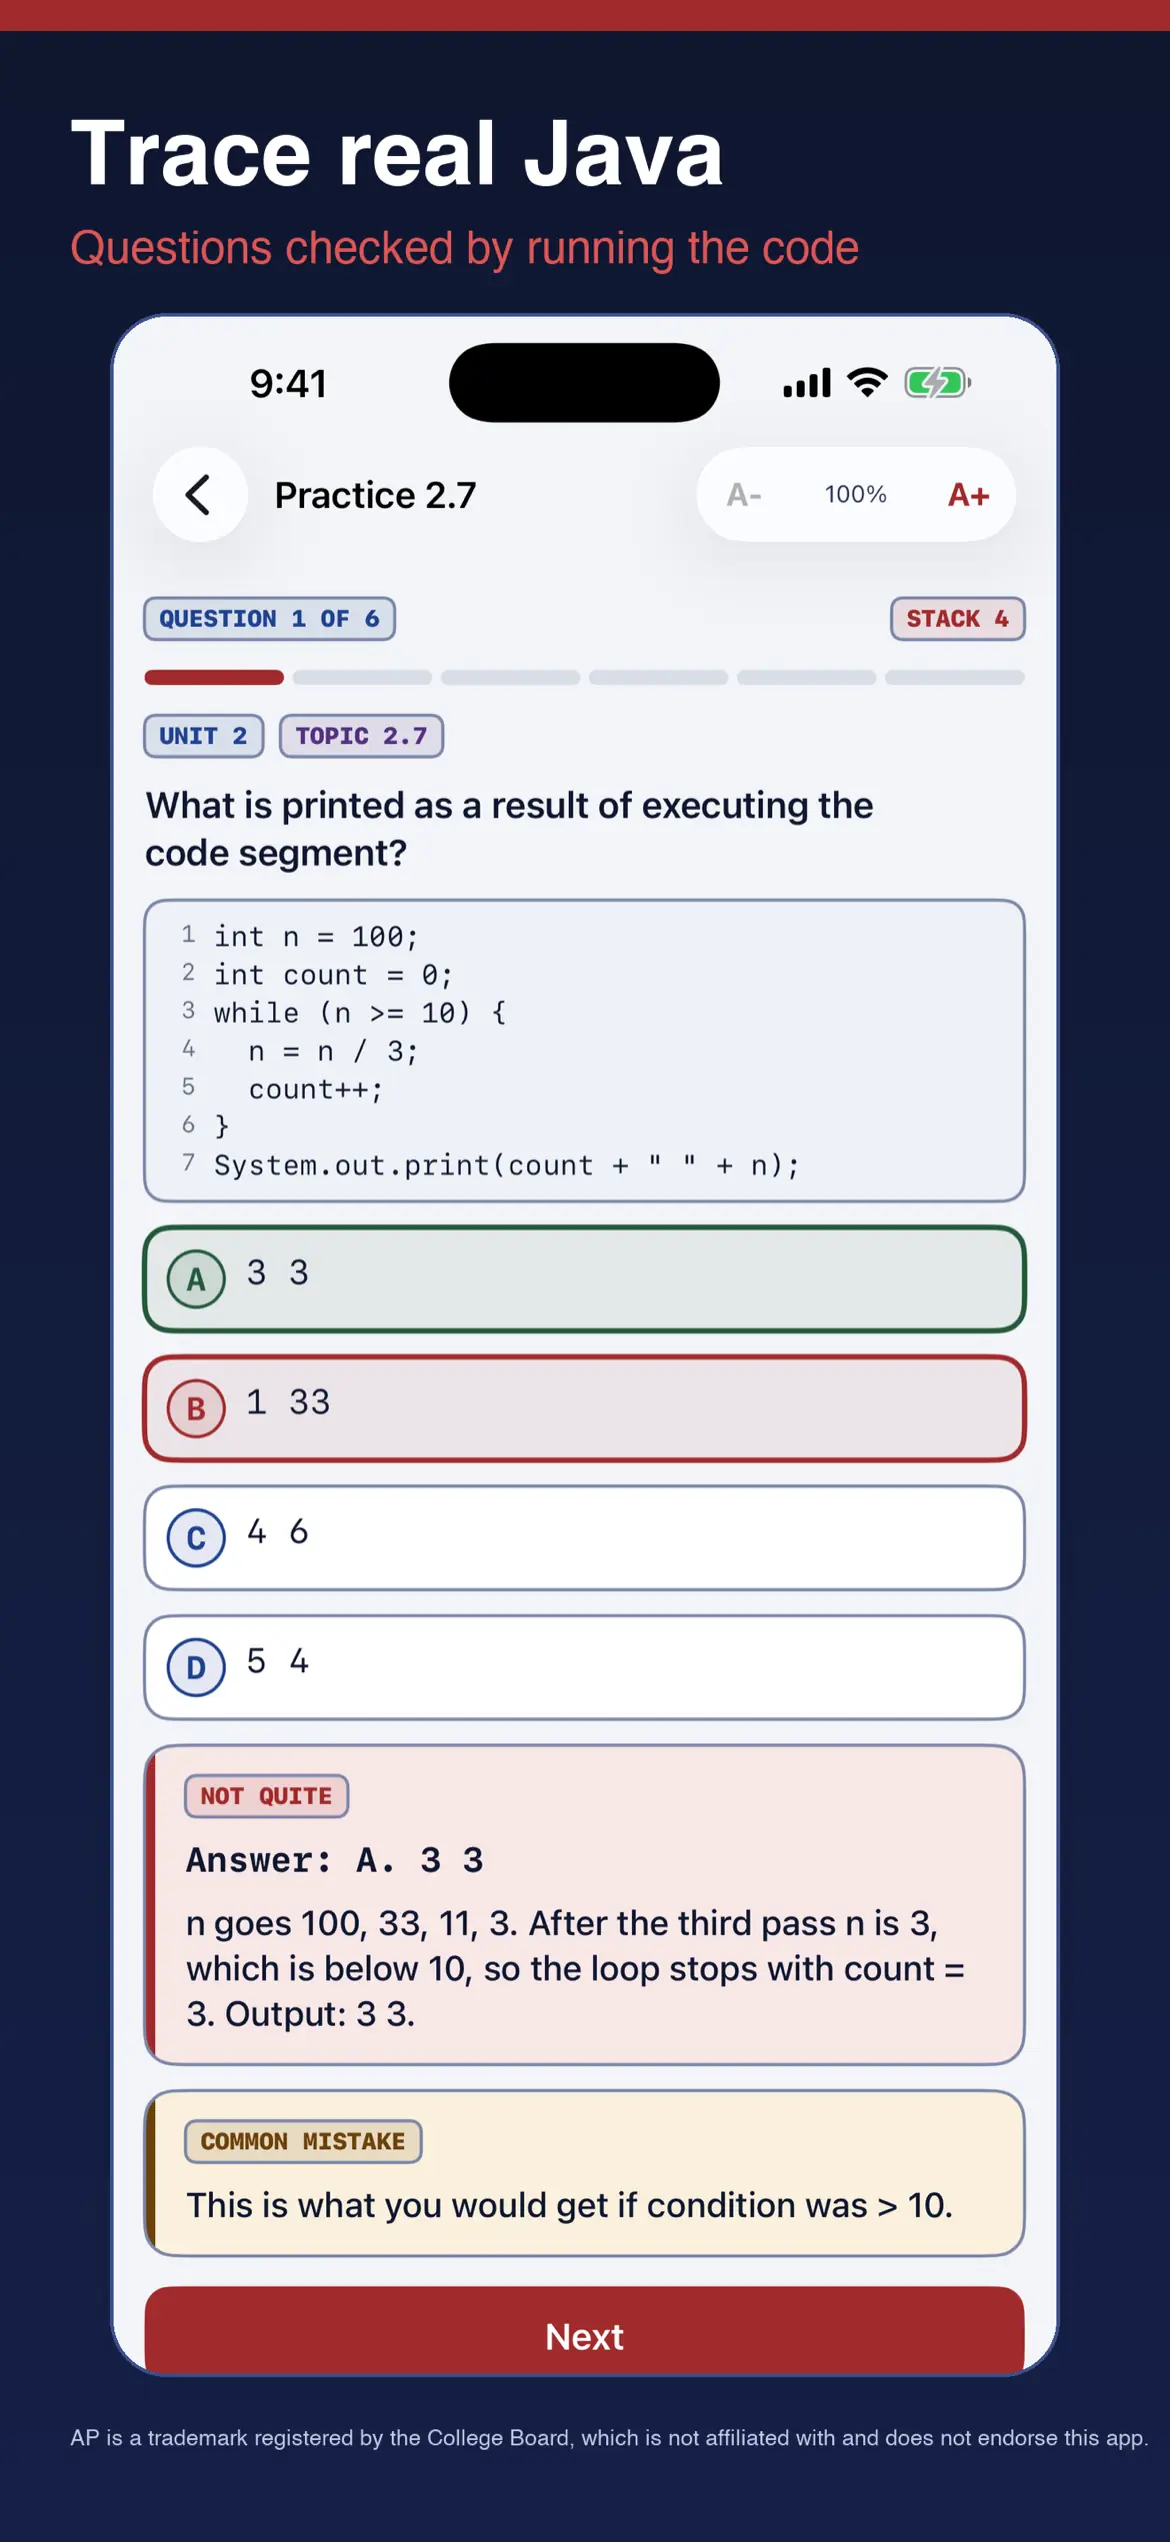 Trace real Java
Questions checked by running the code
9:41
Practice 2.7
A- 100% A+
QUESTION 1 OF 6
STACK 4
UNIT 2 TOPIC 2.7
What is printed as a result of executing the
code segment?
1 int n = 100;
2 int count = 0;
3 while (n >= 10) {
4   n = n / 3;
5   count++;
6 }
7 System.out.print(count + " " + n);
A 3 3
B 1 33
C 4 6
D 5 4
NOT QUITE
Answer: A. 3 3
n goes 100, 33, 11, 3. After the third pass n is 3,
which is below 10, so the loop stops with count =
3. Output: 3 3.
COMMON MISTAKE
This is what you would get if condition was > 10.
Next
AP is a trademark registered by the College Board, which is not affiliated with and does not endorse this app.